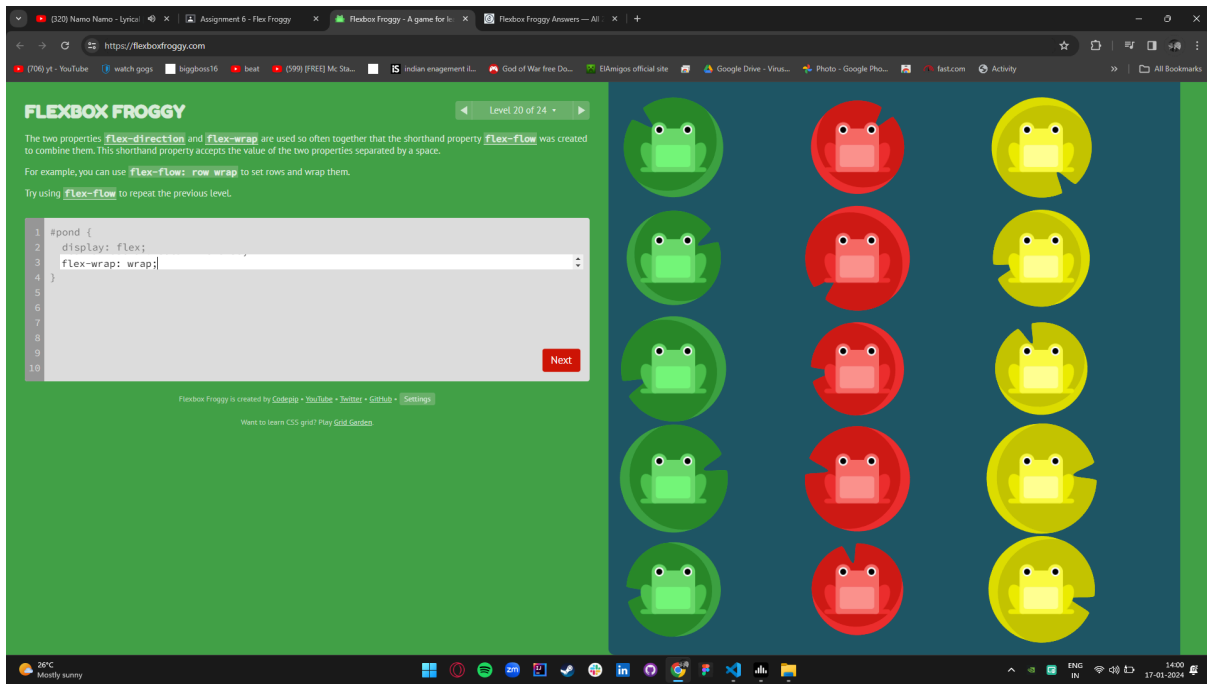 (320) Namo Namo - Lyrical
Assignment 6 - Flex Froggy
Flexbox Froggy - A game for le
Flexbox Froggy Answers — All
https://flexboxfroggy.com
(706) yt - YouTube
watch gogs
biggboss16
beat
(599) [FREE] Mc Sta...
indian enagement il...
God of War free Do...
ElAmigos official site
Google Drive - Virus...
Photo - Google Pho...
fast.com
Activity
»
All Bookmarks
FLEXBOX FROGGY
Level 20 of 24
The two properties flex-direction and flex-wrap are used so often together that the shorthand property flex-flow was created
to combine them. This shorthand property accepts the value of the two properties separated by a space.
For example, you can use flex-flow: row wrap to set rows and wrap them.
Try using flex-flow to repeat the previous level.
1 #pond {
2 display: flex;
3 flex-wrap: wrap;
4 }
5
6
7
8
9
10
Next
Flexbox Froggy is created by Codepip • YouTube • Twitter • GitHub • Settings
Want to learn CSS grid? Play Grid Garden.
26°C
Mostly sunny
zm
in
ENG
IN
14:00
17-01-2024